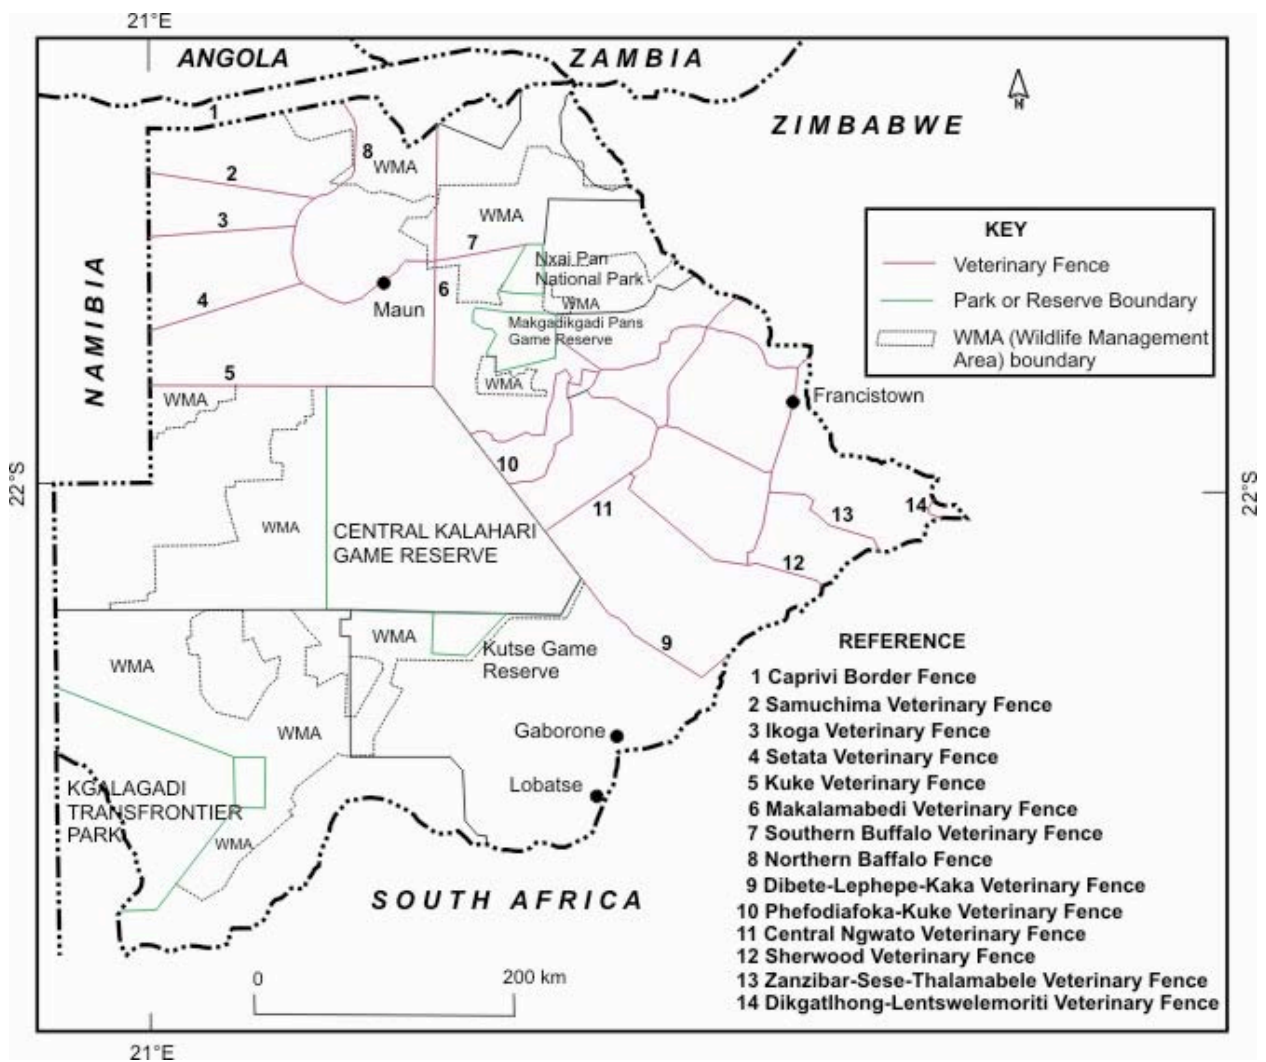 21°E
ANGOLA
ZAMBIA
1
N
ZIMBABWE
8
WMA
2
3
WMA
KEY
7
Veterinary Fence
Nxai Pan
National Park
NAMIBIA
4
6
Park or Reserve Boundary
Maun
WMA
Makgadikgadi Pans
Game Reserve
WMA (Wildlife Management
Area) boundary
5
WMA
WMA
Francistown
10
22°S
22°S
11
14
13
WMA
CENTRAL KALAHARI
GAME RESERVE
12
WMA
9
REFERENCE
Kutse Game
Reserve
WMA
1 Caprivi Border Fence
2 Samuchima Veterinary Fence
WMA
Gaborone
3 Ikoga Veterinary Fence
4 Setata Veterinary Fence
Lobatse
5 Kuke Veterinary Fence
KGALAGADI
TRANSFRONTIER
PARK
6 Makalamabedi Veterinary Fence
7 Southern Buffalo Veterinary Fence
WMA
8 Northern Baffalo Fence
9 Dibete-Lephepe-Kaka Veterinary Fence
SOUTH AFRICA
10 Phefodiafoka-Kuke Veterinary Fence
11 Central Ngwato Veterinary Fence
12 Sherwood Veterinary Fence
13 Zanzibar-Sese-Thalamabele Veterinary Fence
14 Dikgatlhong-Lentswelemoriti Veterinary Fence
0
200 km
21°E